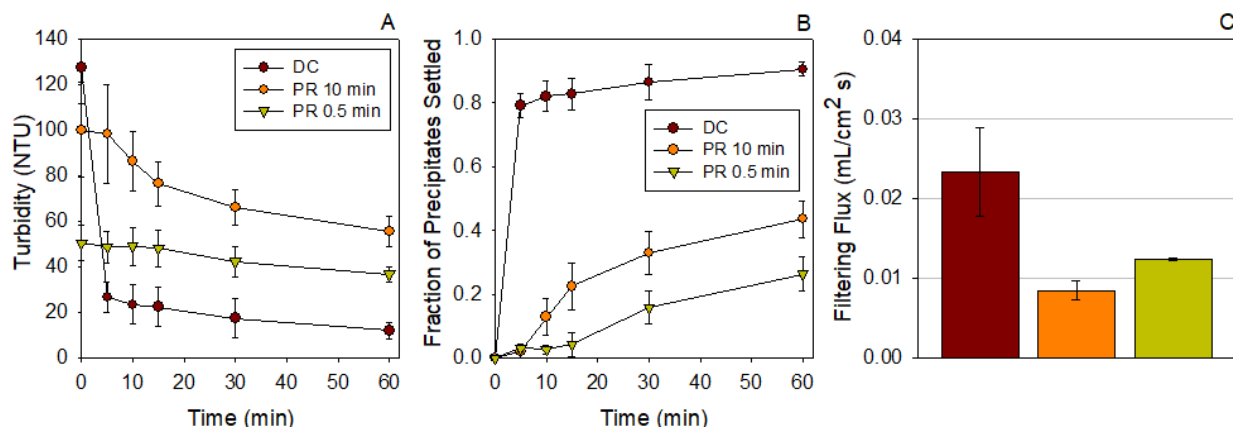 A
Turbidity (NTU)
140
120
100
80
60
40
20
0
DC
PR 10 min
PR 0.5 min
0 10 20 30 40 50 60
Time (min)
B
Fraction of Precipitates Settled
1.0
0.8
0.6
0.4
0.2
0.0
DC
PR 10 min
PR 0.5 min
0 10 20 30 40 50 60
Time (min)
C
Filtering Flux (mL/cm² s)
0.04
0.03
0.02
0.01
0.00